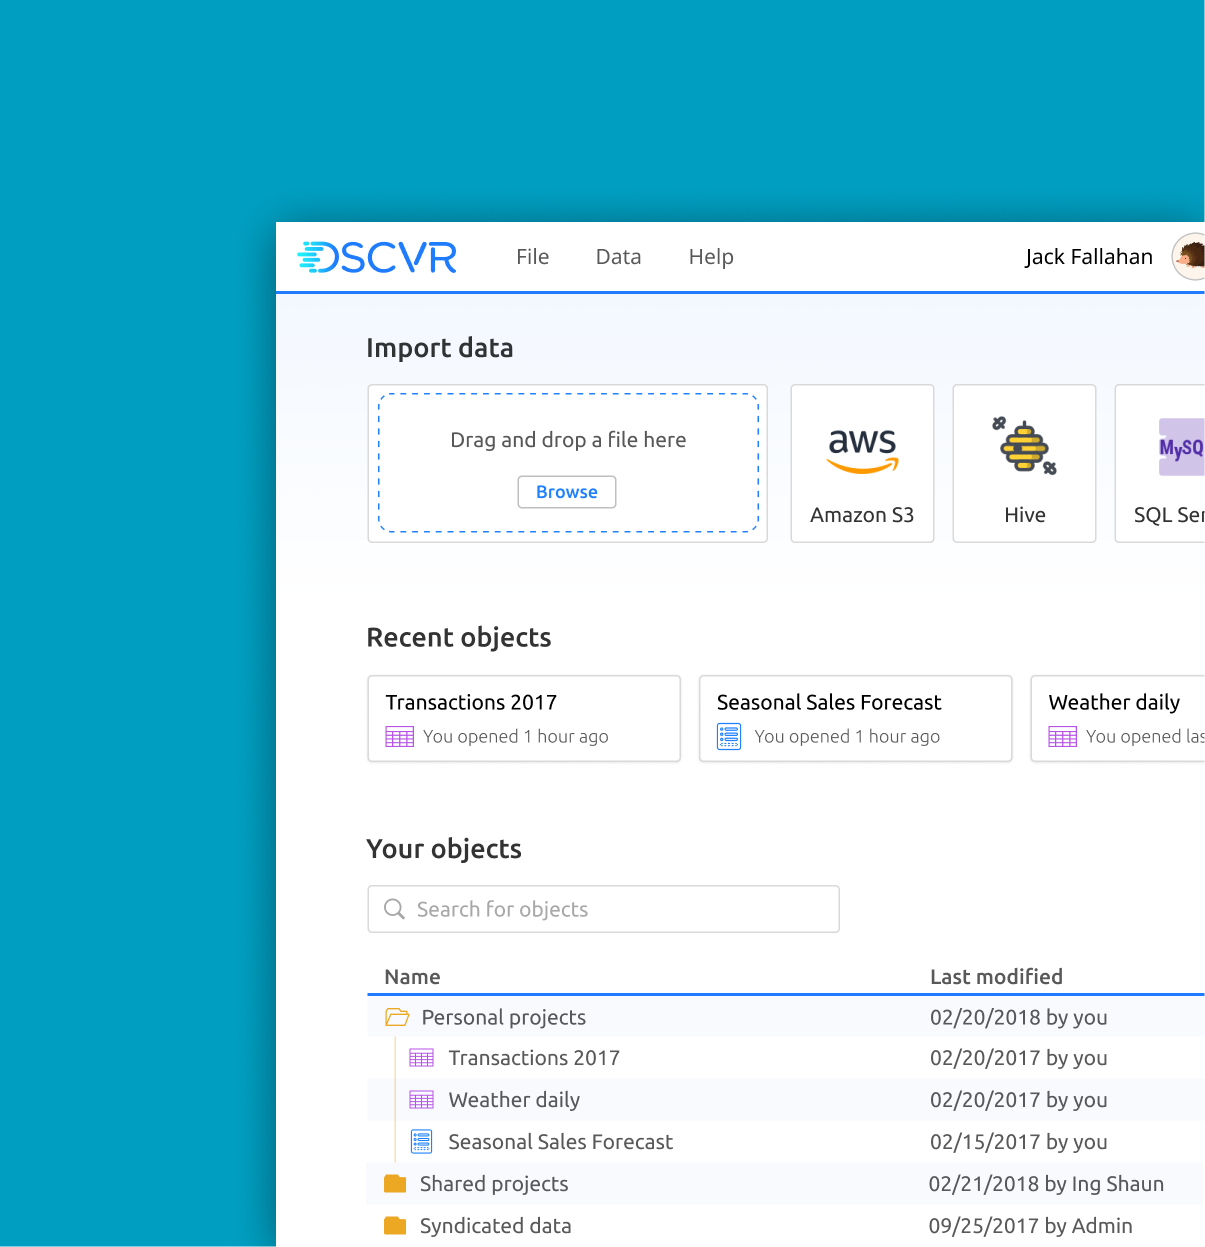 DSCVR File Data Help Jack Fallahan
Import data
Drag and drop a file here
Browse
aws
Amazon S3
Hive
MySQ
SQL Ser
Recent objects
Transactions 2017
You opened 1 hour ago
Seasonal Sales Forecast
You opened 1 hour ago
Weather daily
You opened las
Your objects
Search for objects
Name Last modified
Personal projects 02/20/2018 by you
Transactions 2017 02/20/2017 by you
Weather daily 02/20/2017 by you
Seasonal Sales Forecast 02/15/2017 by you
Shared projects 02/21/2018 by Ing Shaun
Syndicated data 09/25/2017 by Admin